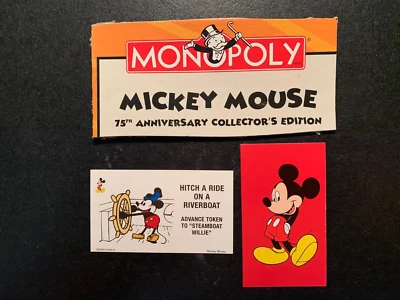 MONOPOLY
MICKEY MOUSE
75TH ANNIVERSARY COLLECTOR'S EDITION
HITCH A RIDE
ON A
RIVERBOAT
ADVANCE TOKEN
TO "STEAMBOAT
WILLIE"